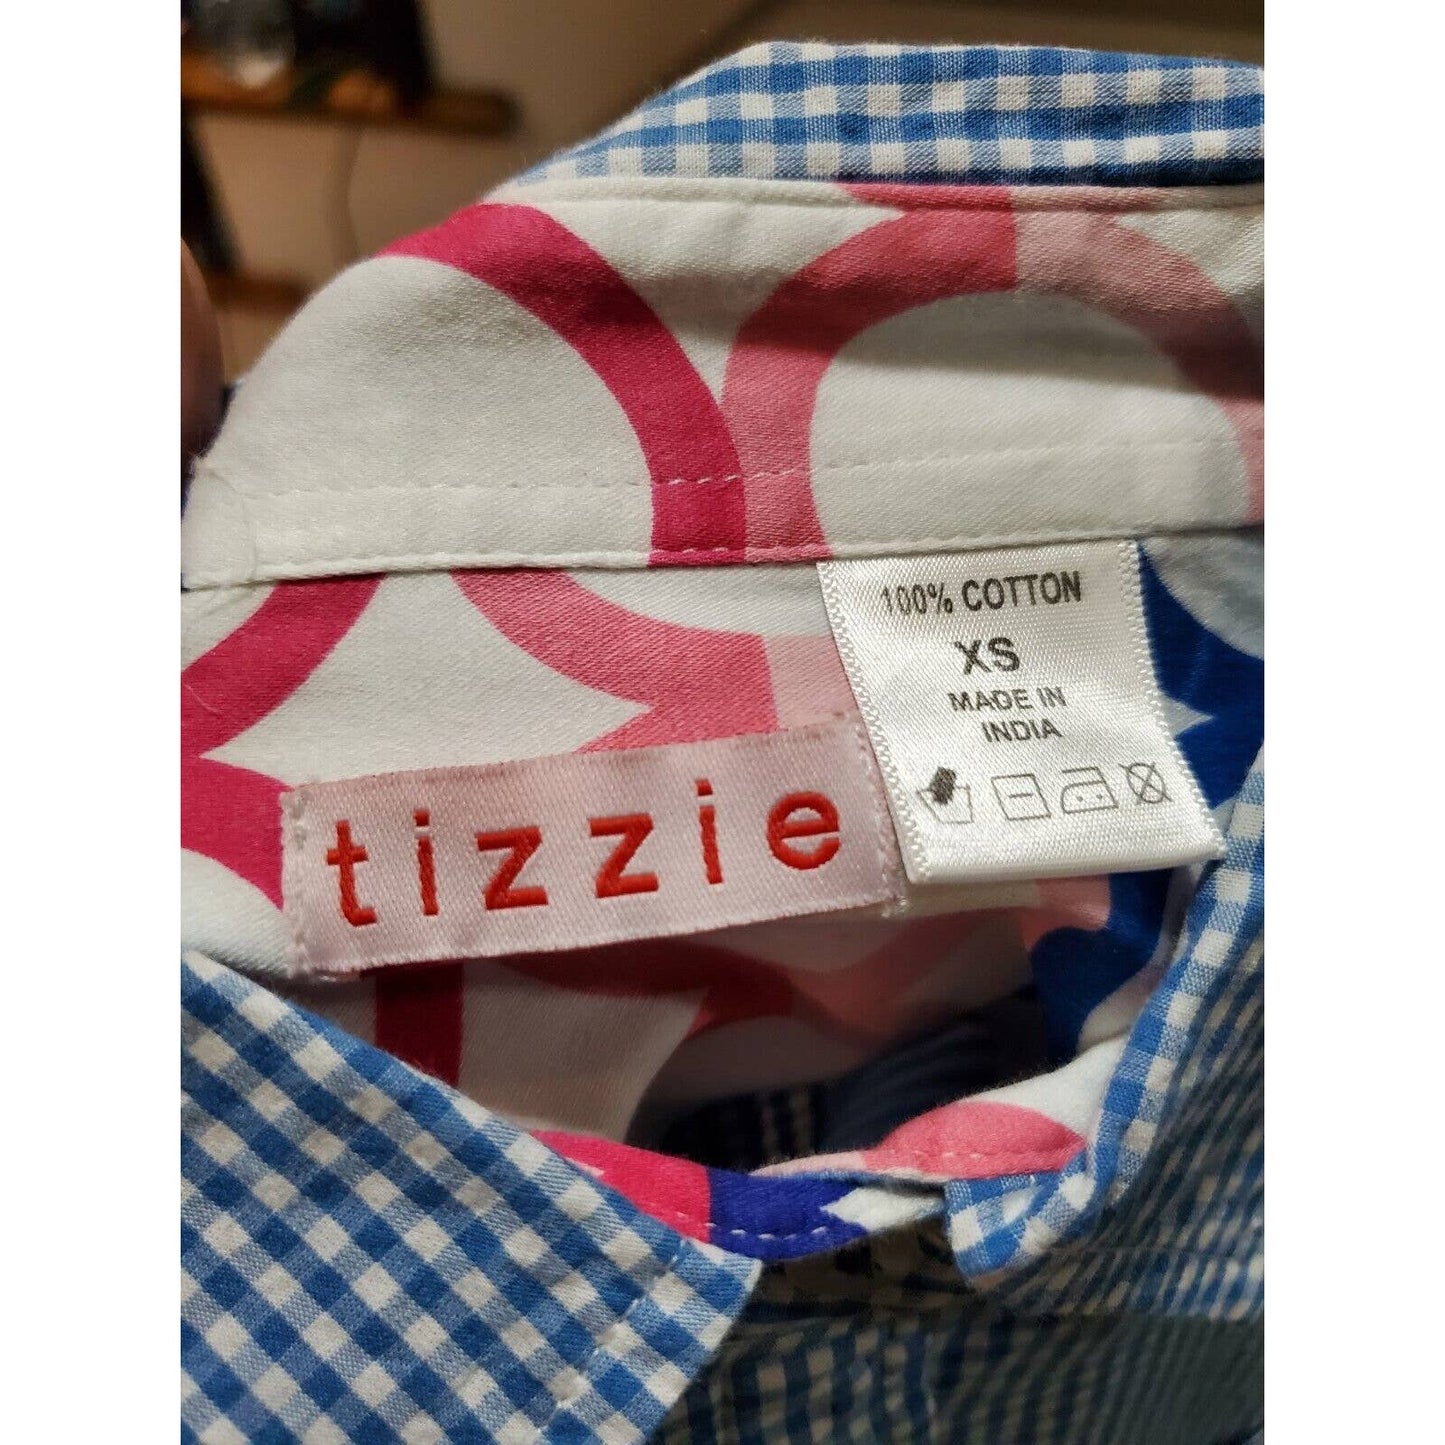 100% COTTON
XS
MADE IN
INDIA
tizzie